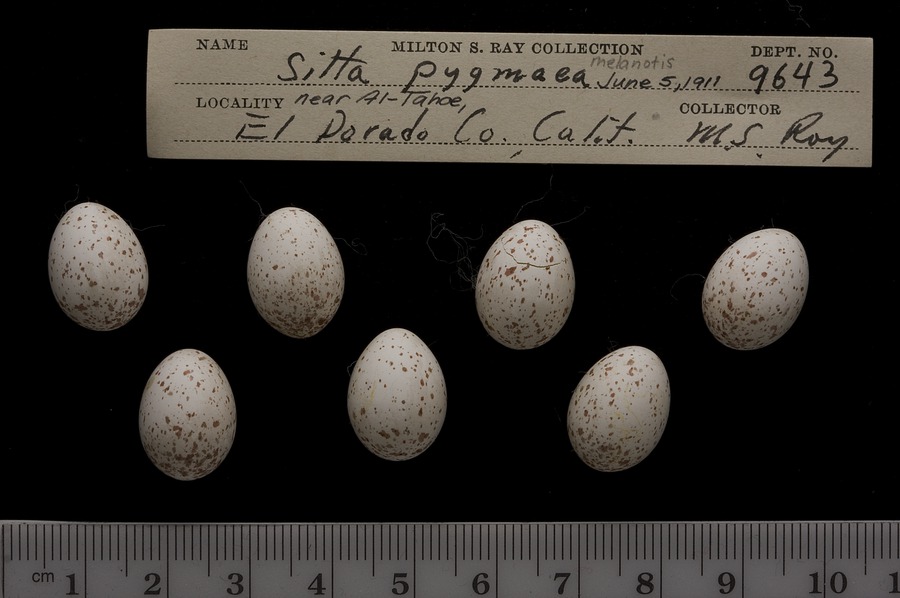 NAME MILTON S. RAY COLLECTION DEPT. NO.
melanotis
Sitta pygmaea June 5, 1911 9643
LOCALITY near Al-Tahoe, COLLECTOR
El Dorado Co. Calif. M.S. Ray
cm 1 2 3 4 5 6 7 8 9 10 1